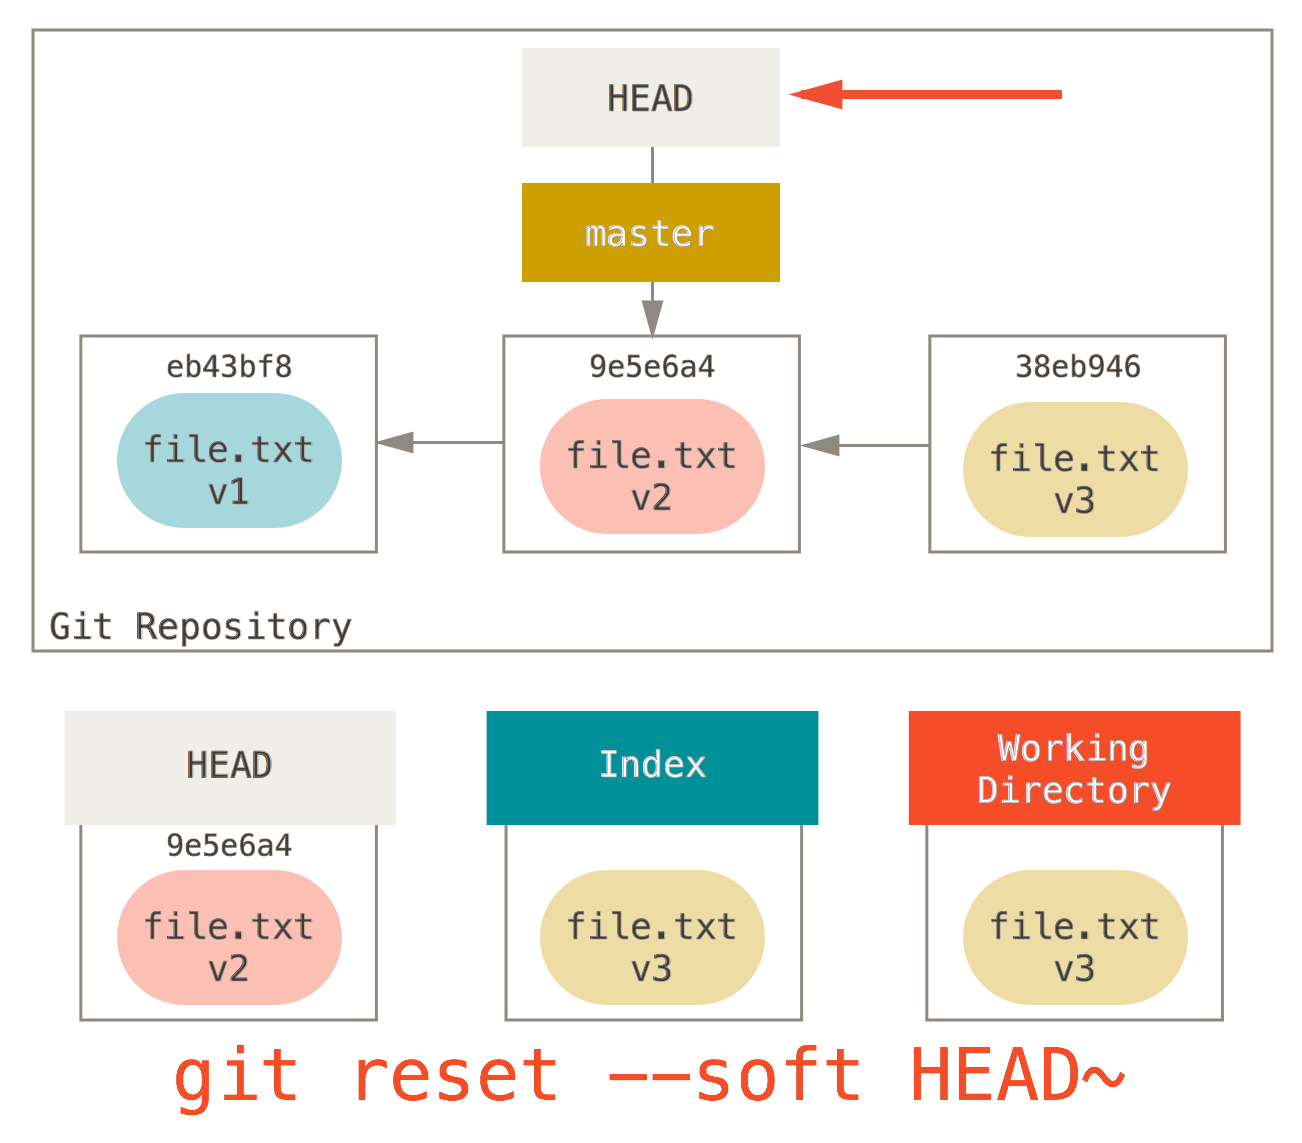 HEAD
master
eb43bf8
file.txt
v1
9e5e6a4
file.txt
v2
38eb946
file.txt
v3
Git Repository
HEAD
9e5e6a4
file.txt
v2
Index
file.txt
v3
Working
Directory
file.txt
v3
git reset --soft HEAD~